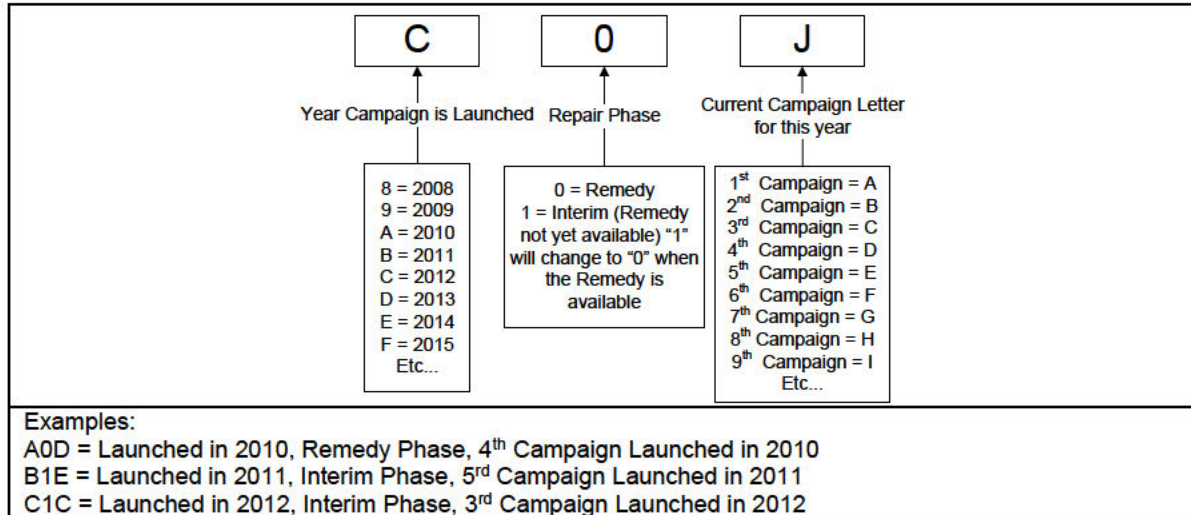 C
0
J
Year Campaign is Launched
Repair Phase
Current Campaign Letter
for this year
8 = 2008
9 = 2009
A = 2010
B = 2011
C = 2012
D = 2013
E = 2014
F = 2015
Etc...
0 = Remedy
1 = Interim (Remedy
not yet available) “1”
will change to “0” when
the Remedy is
available
1st Campaign = A
2nd Campaign = B
3rd Campaign = C
4th Campaign = D
5th Campaign = E
6th Campaign = F
7th Campaign = G
8th Campaign = H
9th Campaign = I
Etc...
Examples:
A0D = Launched in 2010, Remedy Phase, 4th Campaign Launched in 2010
B1E = Launched in 2011, Interim Phase, 5rd Campaign Launched in 2011
C1C = Launched in 2012, Interim Phase, 3rd Campaign Launched in 2012